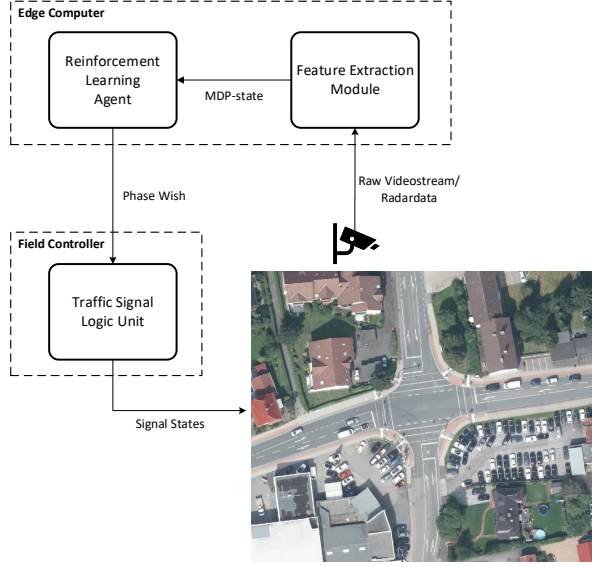 Edge Computer
Reinforcement
Learning
Agent
MDP-state
Feature Extraction
Module
Phase Wish
Raw Videostream/
Radardata
Field Controller
Traffic Signal
Logic Unit
Signal States